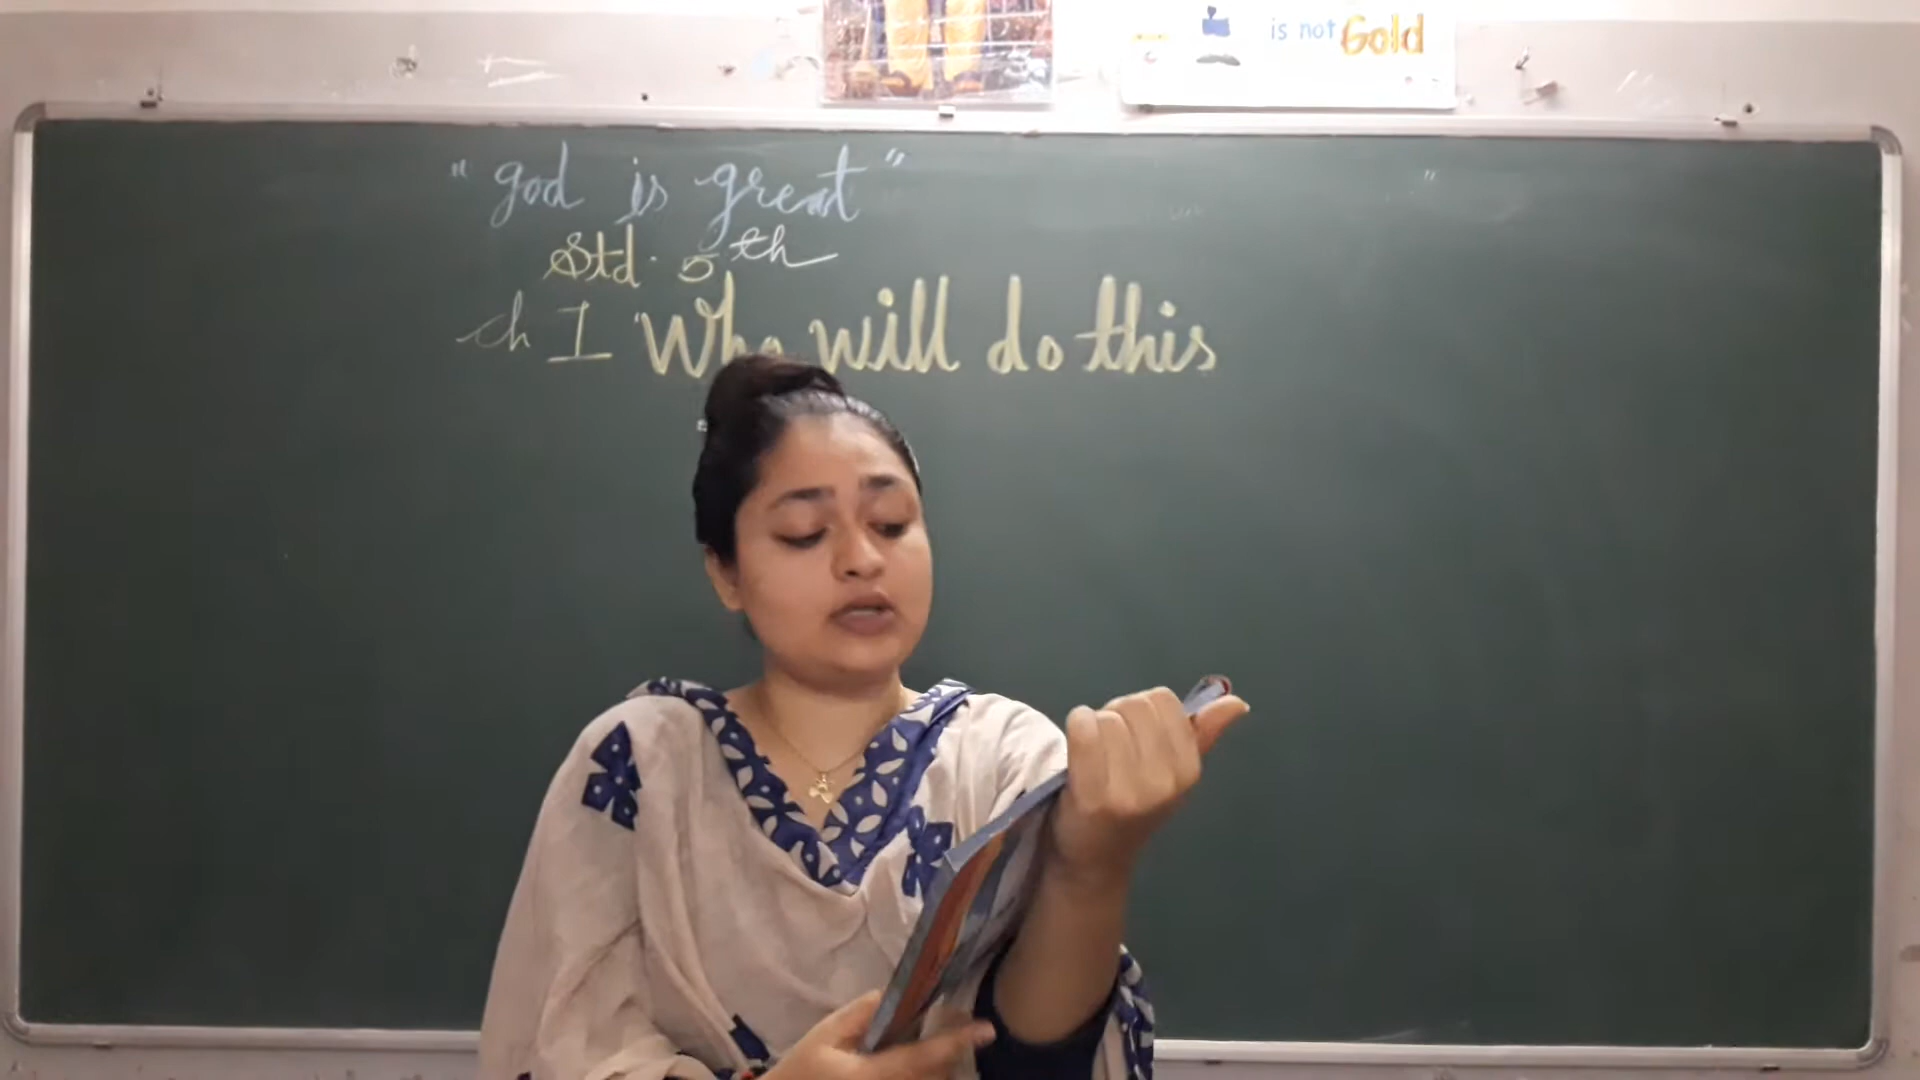 is not Gold
"god is great"
Std. 5th
ch I Who will do this